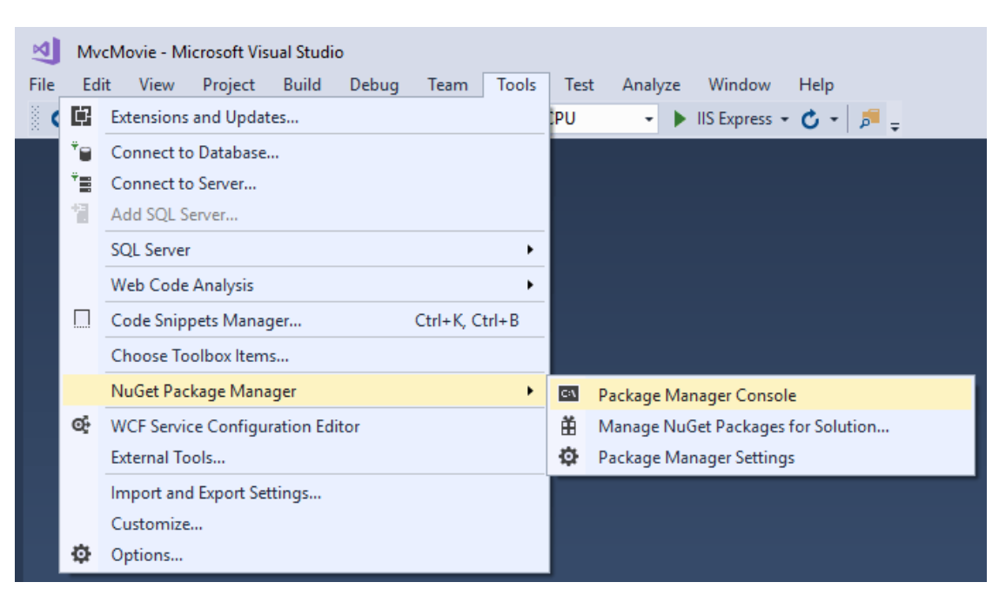 MvcMovie - Microsoft Visual Studio
File Edit View Project Build Debug Team Tools Test Analyze Window Help
Extensions and Updates...
CPU IIS Express
Connect to Database...
Connect to Server...
Add SQL Server...
SQL Server
Web Code Analysis
Code Snippets Manager... Ctrl+K, Ctrl+B
Choose Toolbox Items...
NuGet Package Manager
C:\ Package Manager Console
WCF Service Configuration Editor
Manage NuGet Packages for Solution...
External Tools...
Package Manager Settings
Import and Export Settings...
Customize...
Options...